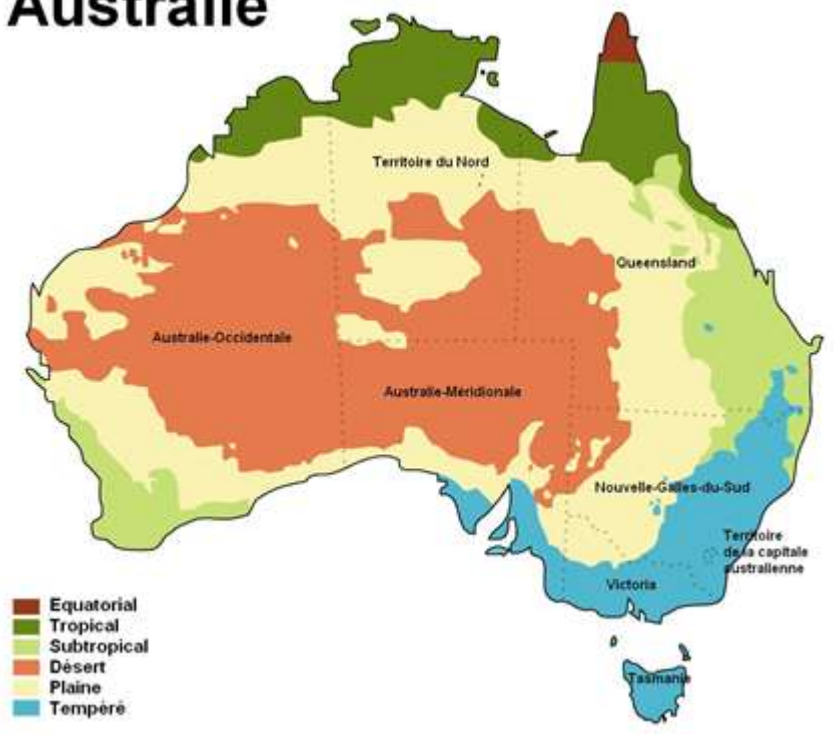 Australie
Territoire du Nord
Queensland
Australie-Occidentale
Australie-Méridionale
Nouvelle-Galles-du-Sud
Territoire
de la capitale
australienne
Victoria
Tasmanie
Equatorial
Tropical
Subtropical
Désert
Plaine
Tempéré